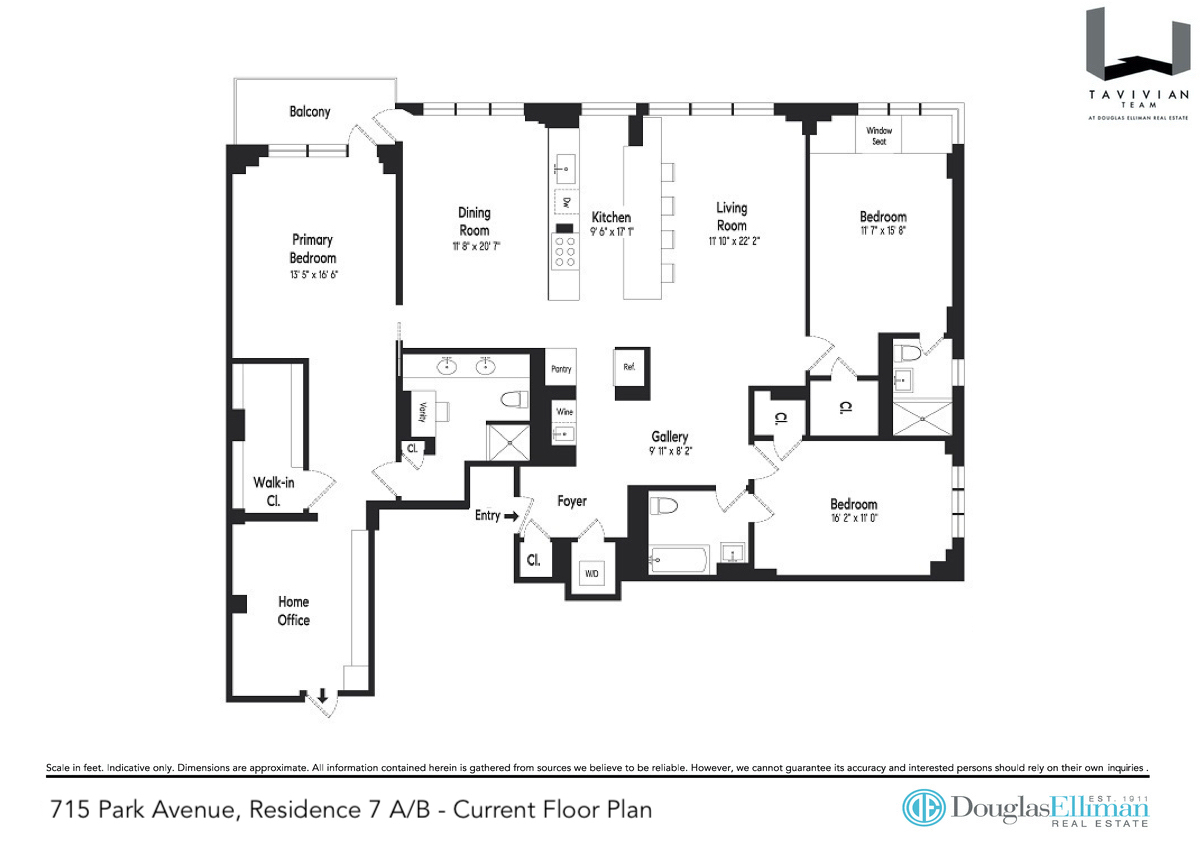 TAVIVIAN
TEAM
AT DOUGLAS ELLIMAN REAL ESTATE
Balcony
Window
Seat
Dining
Room
11' 8" x 20' 7"
Dw
Kitchen
9' 6" x 17' 1"
Living
Room
11' 10" x 22' 2"
Bedroom
11' 7" x 15' 8"
Primary
Bedroom
13' 5" x 16' 6"
Pantry
Ref.
Vanity
Wine
Cl.
Cl.
Cl.
Gallery
9' 11" x 8' 2"
Walk-in
Cl.
Foyer
Entry
Bedroom
16' 2" x 11' 0"
Cl.
W/D
Home
Office
Scale in feet. Indicative only. Dimensions are approximate. All information contained herein is gathered from sources we believe to be reliable. However, we cannot guarantee its accuracy and interested persons should rely on their own inquiries .
715 Park Avenue, Residence 7 A/B - Current Floor Plan
DE
EST. 1911
DouglasElliman
REAL ESTATE